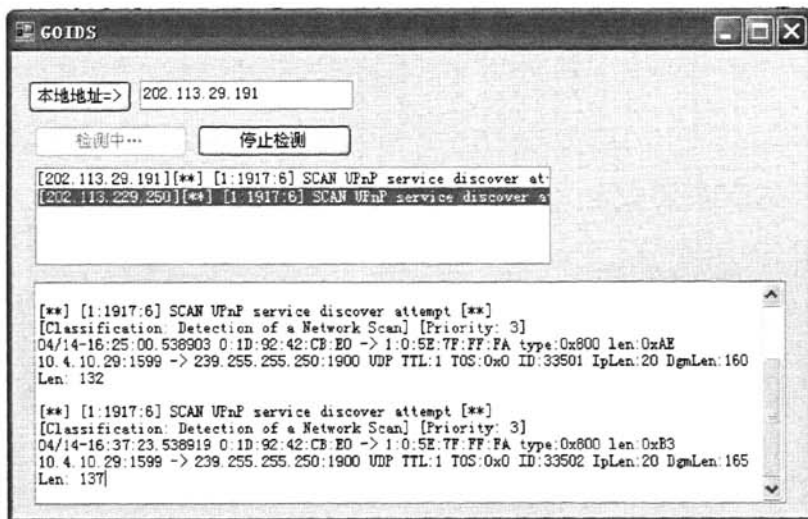 GOIDS
本地地址=> 202.113.29.191
检测中… 停止检测
[202.113.29.191][**] [1:1917:6] SCAN UPnP service discover at
[202.113.229.250][**] [1:1917:6] SCAN UPnP service discover a
[**] [1:1917:6] SCAN UPnP service discover attempt [**]
[Classification: Detection of a Network Scan] [Priority: 3]
04/14-16:25:00.538903 0:1D:92:42:CB:E0 -> 1:0:5E:7F:FF:FA type:0x800 len:0xAE
10.4.10.29:1599 -> 239.255.255.250:1900 UDP TTL:1 TOS:0x0 ID:33501 IpLen:20 DgmLen:160
Len: 132
[**] [1:1917:6] SCAN UPnP service discover attempt [**]
[Classification: Detection of a Network Scan] [Priority: 3]
04/14-16:37:23.538919 0:1D:92:42:CB:E0 -> 1:0:5E:7F:FF:FA type:0x800 len:0xB3
10.4.10.29:1599 -> 239.255.255.250:1900 UDP TTL:1 TOS:0x0 ID:33502 IpLen:20 DgmLen:165
Len: 137